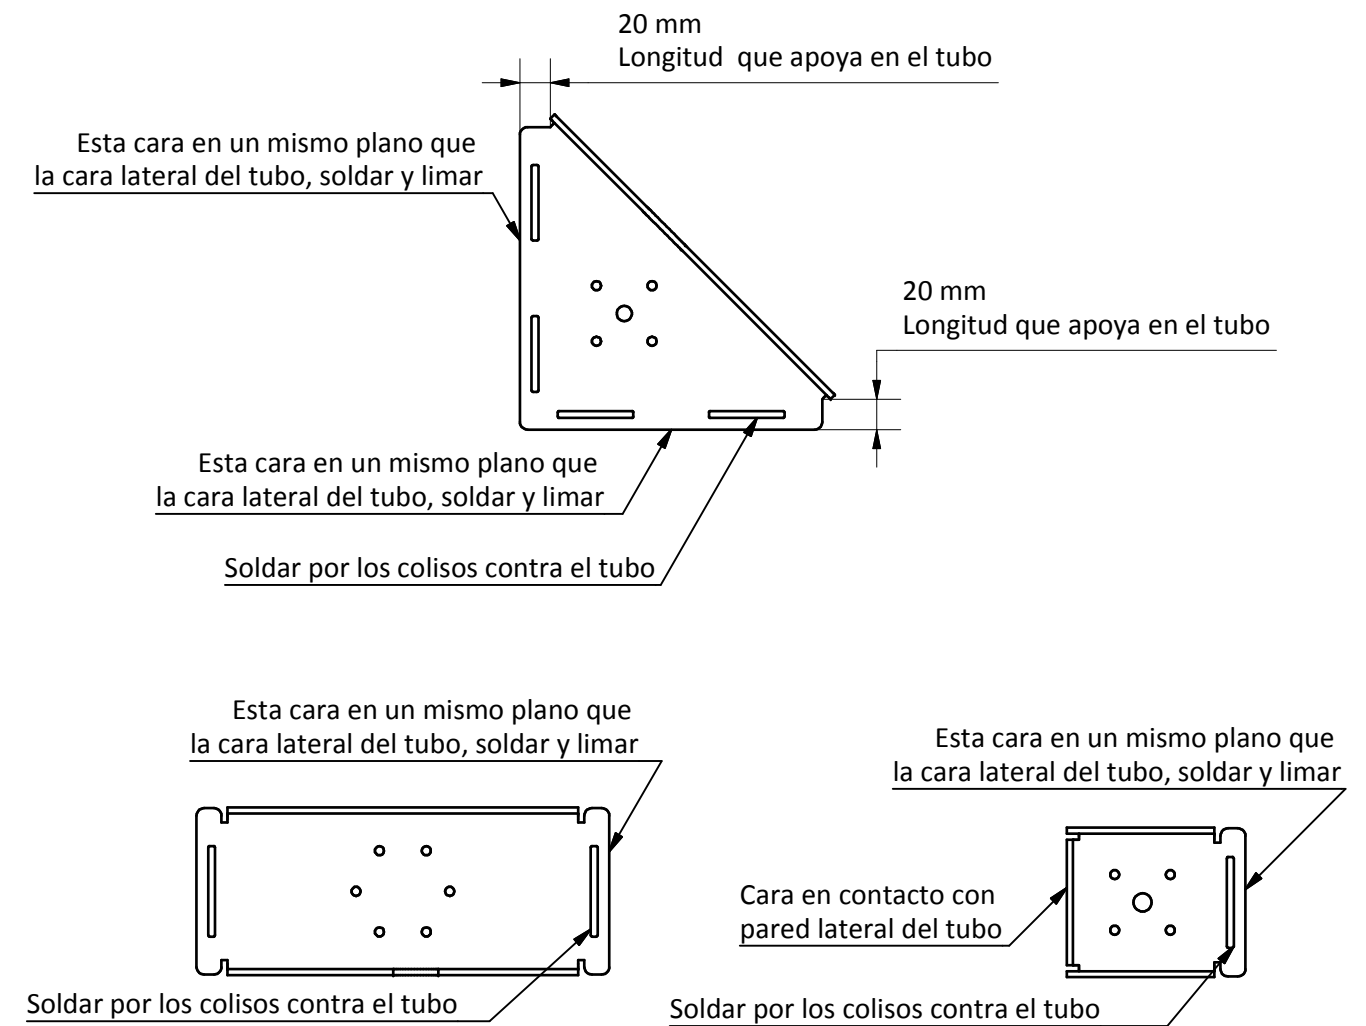 20 mm
Longitud que apoya en el tubo
Esta cara en un mismo plano que
la cara lateral del tubo, soldar y limar
20 mm
Longitud que apoya en el tubo
Esta cara en un mismo plano que
la cara lateral del tubo, soldar y limar
Soldar por los colisos contra el tubo
Esta cara en un mismo plano que
la cara lateral del tubo, soldar y limar
Esta cara en un mismo plano que
la cara lateral del tubo, soldar y limar
Cara en contacto con
pared lateral del tubo
Soldar por los colisos contra el tubo
Soldar por los colisos contra el tubo